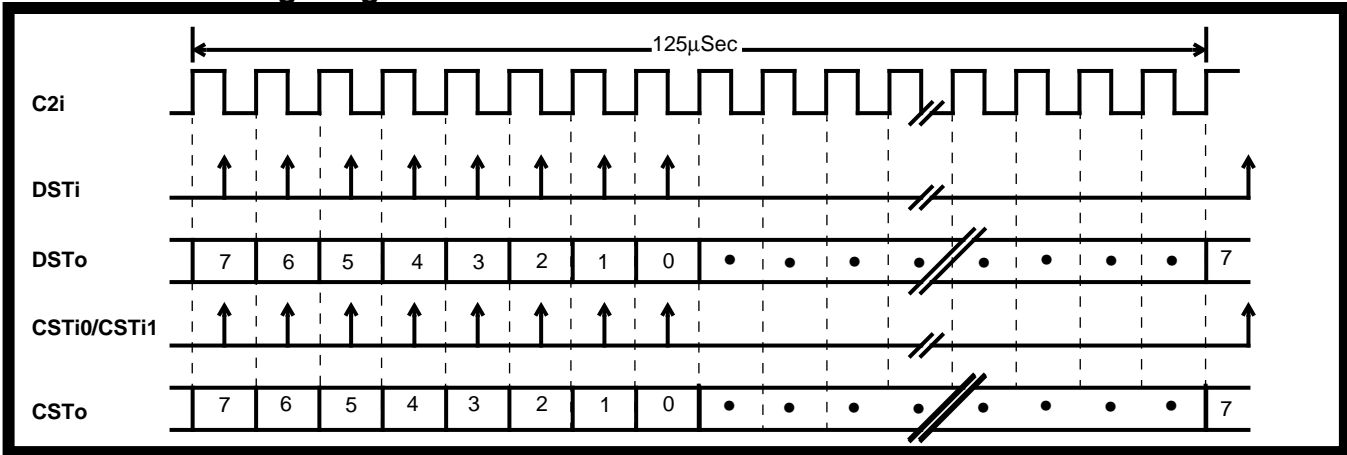 125μSec
C2i
DSTi
DSTo 7 6 5 4 3 2 1 0 • • • • • • • • 7
CSTi0/CSTi1
CSTo 7 6 5 4 3 2 1 0 • • • • • • • • 7